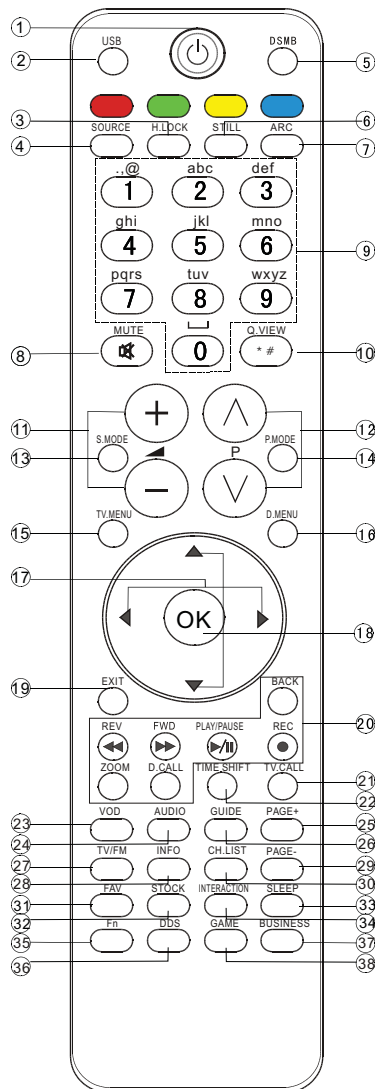 ①
USB
DSMB
②
⑤
③
⑥
SOURCE H.LOCK STILL ARC
④
⑦
.,@ abc def
1 2 3
ghi jkl mno
4 5 6
⑨
pqrs tuv wxyz
7 8 9
MUTE Q.VIEW
⑧
0
* #
⑩
⑪
+
⑫
S.MODE P P.MODE
⑬
⑭
−
TV.MENU D.MENU
⑮
⑯
⑰
OK
⑱
EXIT BACK
⑲
REV FWD PLAY/PAUSE REC
⑳
ZOOM D.CALL TIME SHIFT TV.CALL
21
22
VOD AUDIO GUIDE PAGE+
23
24
25
26
TV/FM INFO CH.LIST PAGE-
27
28
29
30
FAV STOCK INTERACTION SLEEP
31
32
33
34
Fn DDS GAME BUSINESS
35
36
37
38